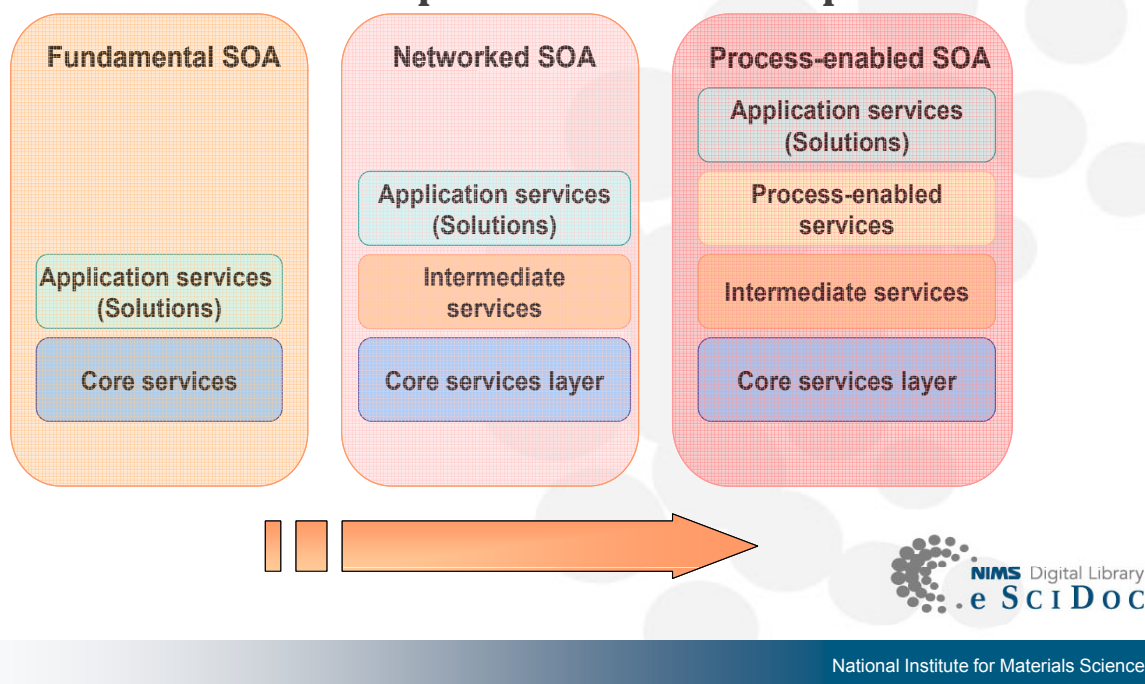 Fundamental SOA
Application services
(Solutions)
Core services
Networked SOA
Application services
(Solutions)
Intermediate
services
Core services layer
Process-enabled SOA
Application services
(Solutions)
Process-enabled
services
Intermediate services
Core services layer
NIMS Digital Library
e SciDoc
National Institute for Materials Science